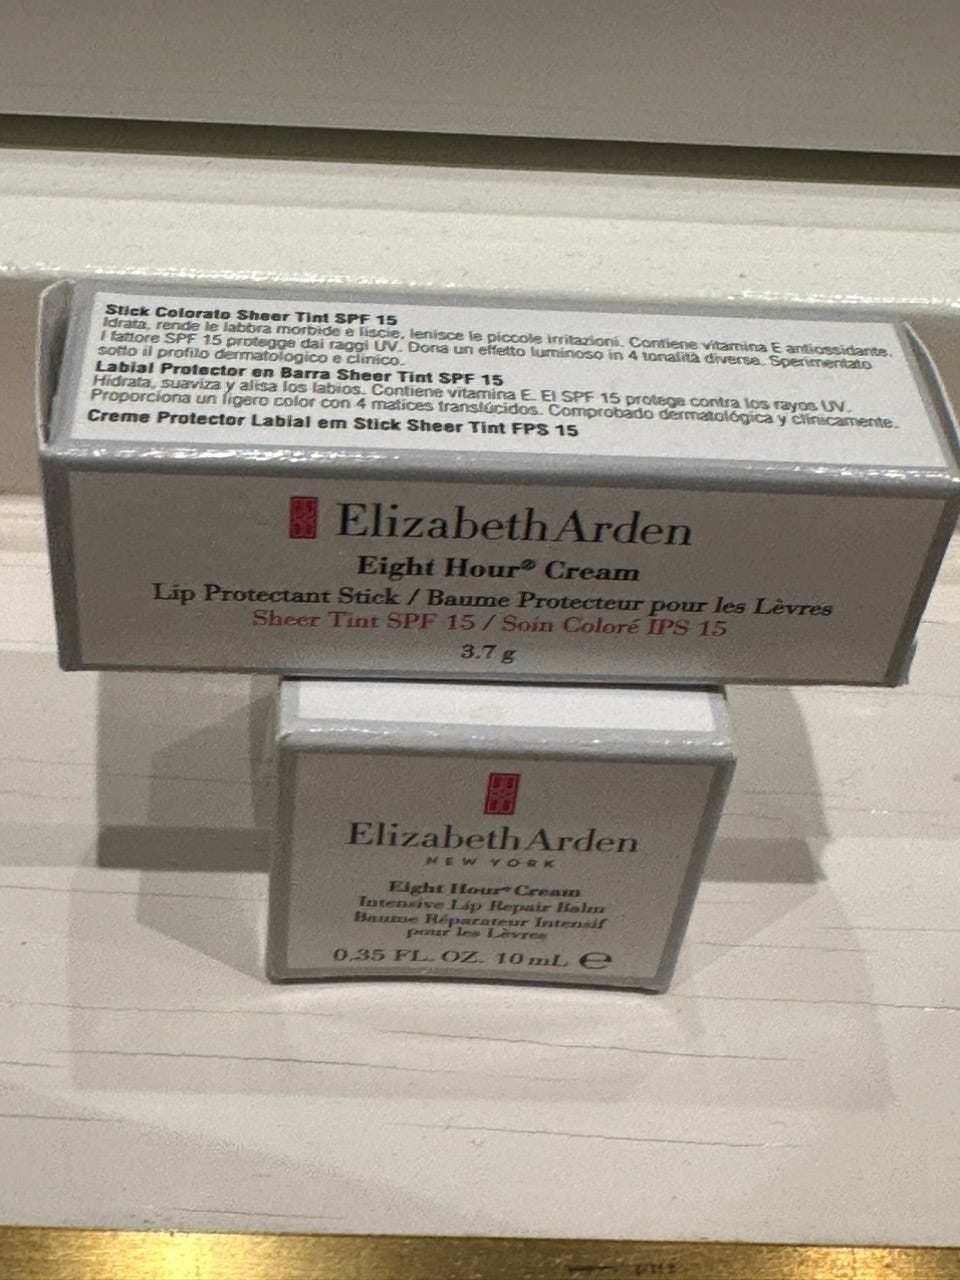 Stick Colorato Sheer Tint SPF 15
Idrata, rende le labbra morbide e liscie, lenisce le piccole irritazioni. Contiene vitamina E antiossidante.
I fattore SPF 15 protegge dai raggi UV. Dona un effetto luminoso in 4 tonalità diverse. Sperimentato
sotto il profilo dermatologico e clinico.
Labial Protector en Barra Sheer Tint SPF 15
Hidrata, suaviza y alisa los labios. Contiene vitamina E. El SPF 15 protege contra los rayos UV.
Proporciona un ligero color con 4 matices translúcidos. Comprobado dermatológica y clínicamente.
Creme Protector Labial em Stick Sheer Tint FPS 15
Elizabeth Arden
Eight Hour® Cream
Lip Protectant Stick / Baume Protecteur pour les Lèvres
Sheer Tint SPF 15 / Soin Coloré IPS 15
3.7 g
Elizabeth Arden
NEW YORK
Eight Hour® Cream
Intensive Lip Repair Balm
Baume Réparateur Intensif
pour les Lèvres
0.35 FL. OZ. 10 mL ℮